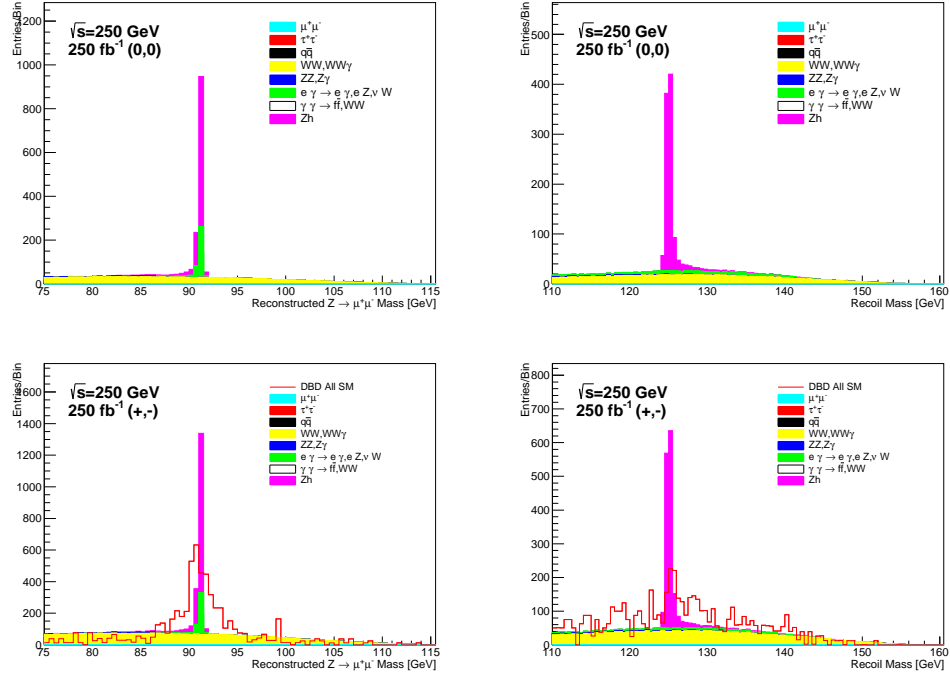 Entries/Bin
1000
800
600
400
200
0
√s=250 GeV
250 fb⁻¹ (0,0)
μ⁺μ⁻
τ⁺τ⁻
qq̄
WW,WWγ
ZZ,Zγ
e γ → e γ,e Z,ν W
γ γ → ff̄,WW
Zh
75 80 85 90 95 100 105 110 115
Reconstructed Z → μ⁺μ⁻ Mass [GeV]
Entries/Bin
500
400
300
200
100
0
√s=250 GeV
250 fb⁻¹ (0,0)
μ⁺μ⁻
τ⁺τ⁻
qq̄
WW,WWγ
ZZ,Zγ
e γ → e γ,e Z,ν W
γ γ → ff̄,WW
Zh
110 120 130 140 150 160
Recoil Mass [GeV]
Entries/Bin
1600
1400
1200
1000
800
600
400
200
0
√s=250 GeV
250 fb⁻¹ (+,-)
DBD All SM
μ⁺μ⁻
τ⁺τ⁻
qq̄
WW,WWγ
ZZ,Zγ
e γ → e γ,e Z,ν W
γ γ → ff̄,WW
Zh
75 80 85 90 95 100 105 110 115
Reconstructed Z → μ⁺μ⁻ Mass [GeV]
Entries/Bin
800
700
600
500
400
300
200
100
0
√s=250 GeV
250 fb⁻¹ (+,-)
DBD All SM
μ⁺μ⁻
τ⁺τ⁻
qq̄
WW,WWγ
ZZ,Zγ
e γ → e γ,e Z,ν W
γ γ → ff̄,WW
Zh
110 120 130 140 150 160
Recoil Mass [GeV]